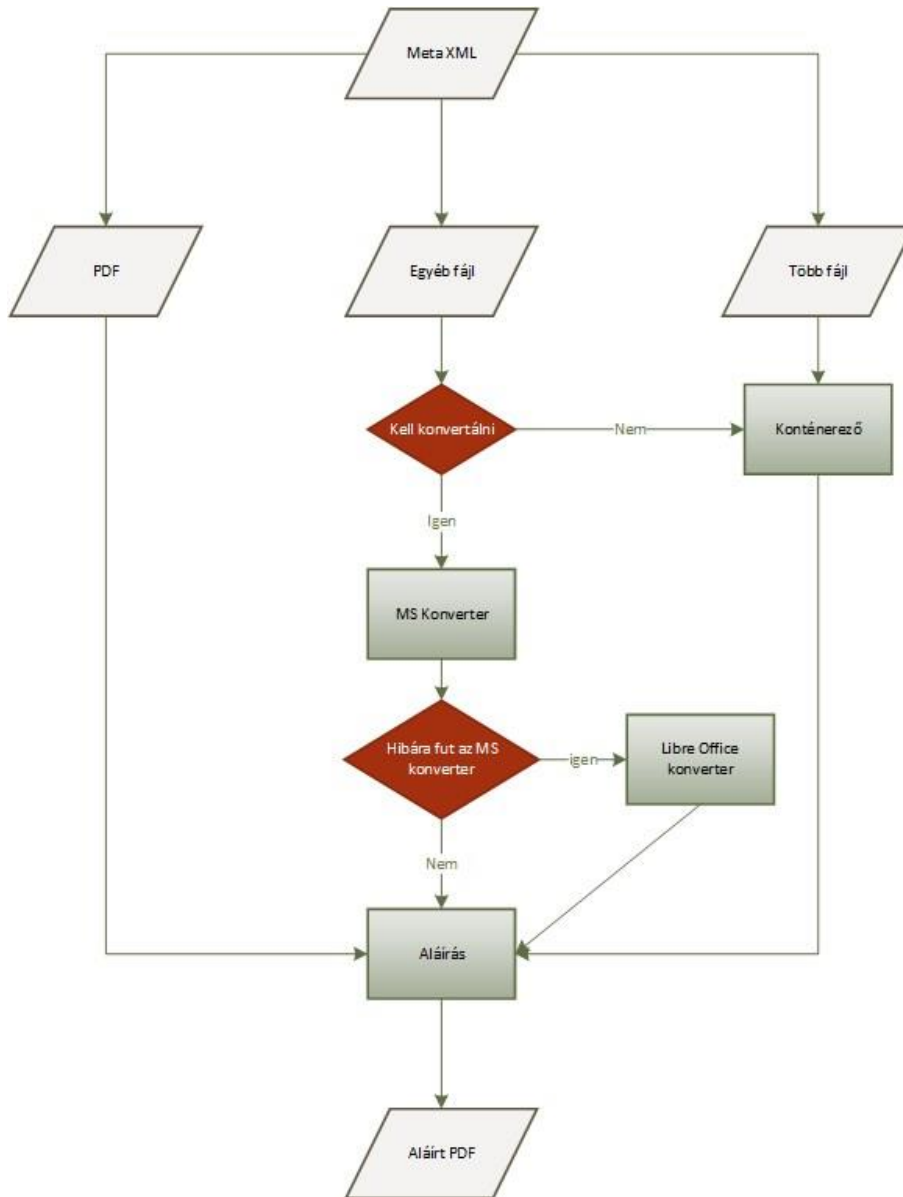 Meta XML
PDF
Egyéb fájl
Több fájl
Kell konvertálni
Nem
Konténerező
Igen
MS Konverter
Hibára fut az MS
konverter
igen
Libre Office
konverter
Nem
Aláírás
Aláírt PDF